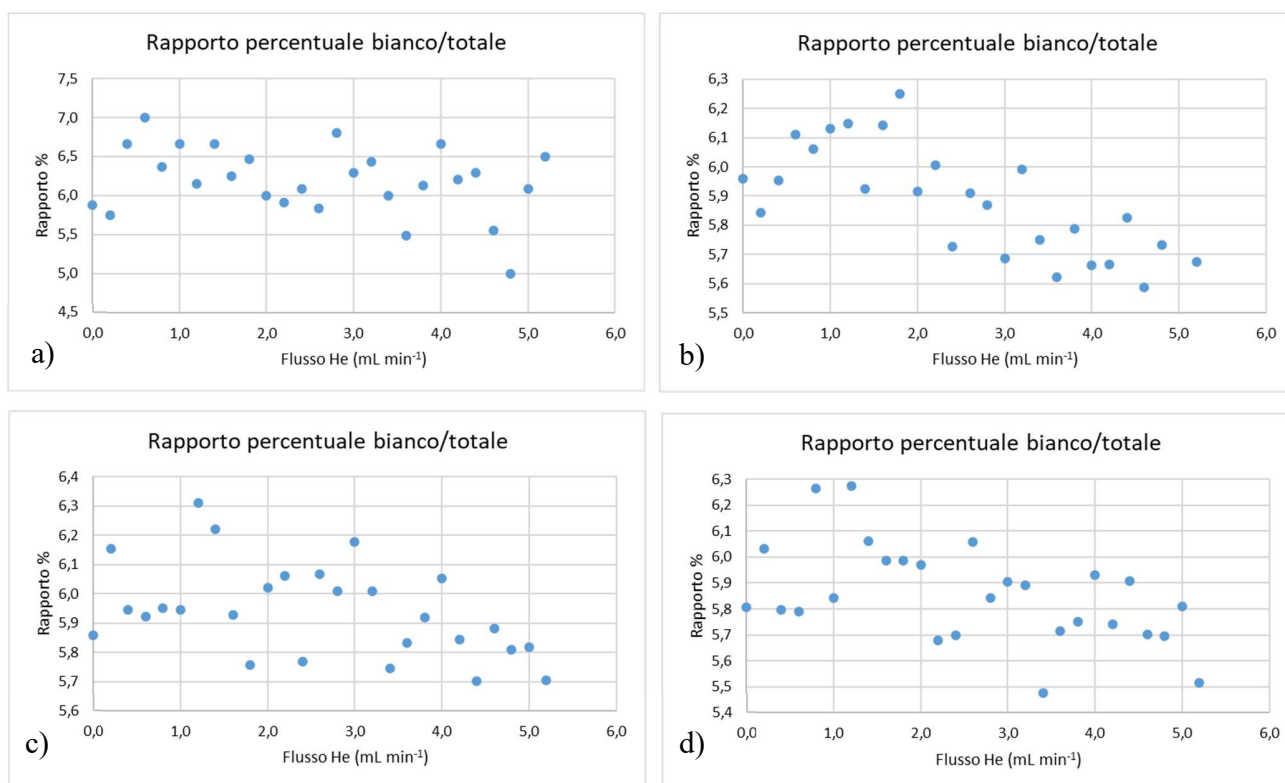 Rapporto percentuale bianco/totale
Rapporto %
7,5
7,0
6,5
6,0
5,5
5,0
4,5
0,0 1,0 2,0 3,0 4,0 5,0 6,0
Flusso He (mL min⁻¹)
a)
Rapporto percentuale bianco/totale
Rapporto %
6,3
6,2
6,1
6,0
5,9
5,8
5,7
5,6
5,5
0,0 1,0 2,0 3,0 4,0 5,0 6,0
Flusso He (mL min⁻¹)
b)
Rapporto percentuale bianco/totale
Rapporto %
6,4
6,3
6,2
6,1
6,0
5,9
5,8
5,7
5,6
0,0 1,0 2,0 3,0 4,0 5,0 6,0
Flusso He (mL min⁻¹)
c)
Rapporto percentuale bianco/totale
Rapporto %
6,3
6,2
6,1
6,0
5,9
5,8
5,7
5,6
5,5
5,4
0,0 1,0 2,0 3,0 4,0 5,0 6,0
Flusso He (mL min⁻¹)
d)